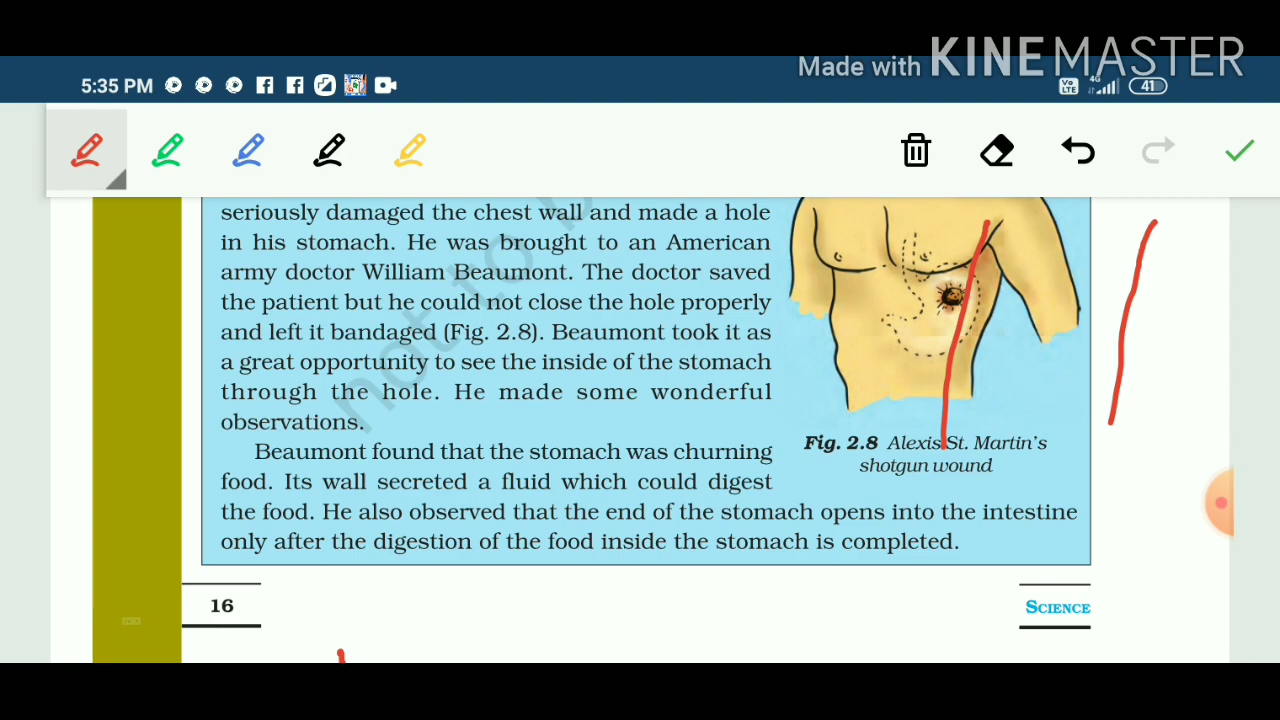 Made with KINEMASTER
5:35 PM
Vo LTE 4G 41
seriously damaged the chest wall and made a hole
in his stomach. He was brought to an American
army doctor William Beaumont. The doctor saved
the patient but he could not close the hole properly
and left it bandaged (Fig. 2.8). Beaumont took it as
a great opportunity to see the inside of the stomach
through the hole. He made some wonderful
observations.
Beaumont found that the stomach was churning
food. Its wall secreted a fluid which could digest
the food. He also observed that the end of the stomach opens into the intestine
only after the digestion of the food inside the stomach is completed.
Fig. 2.8 Alexis St. Martin's
shotgun wound
not to b
16
SCIENCE